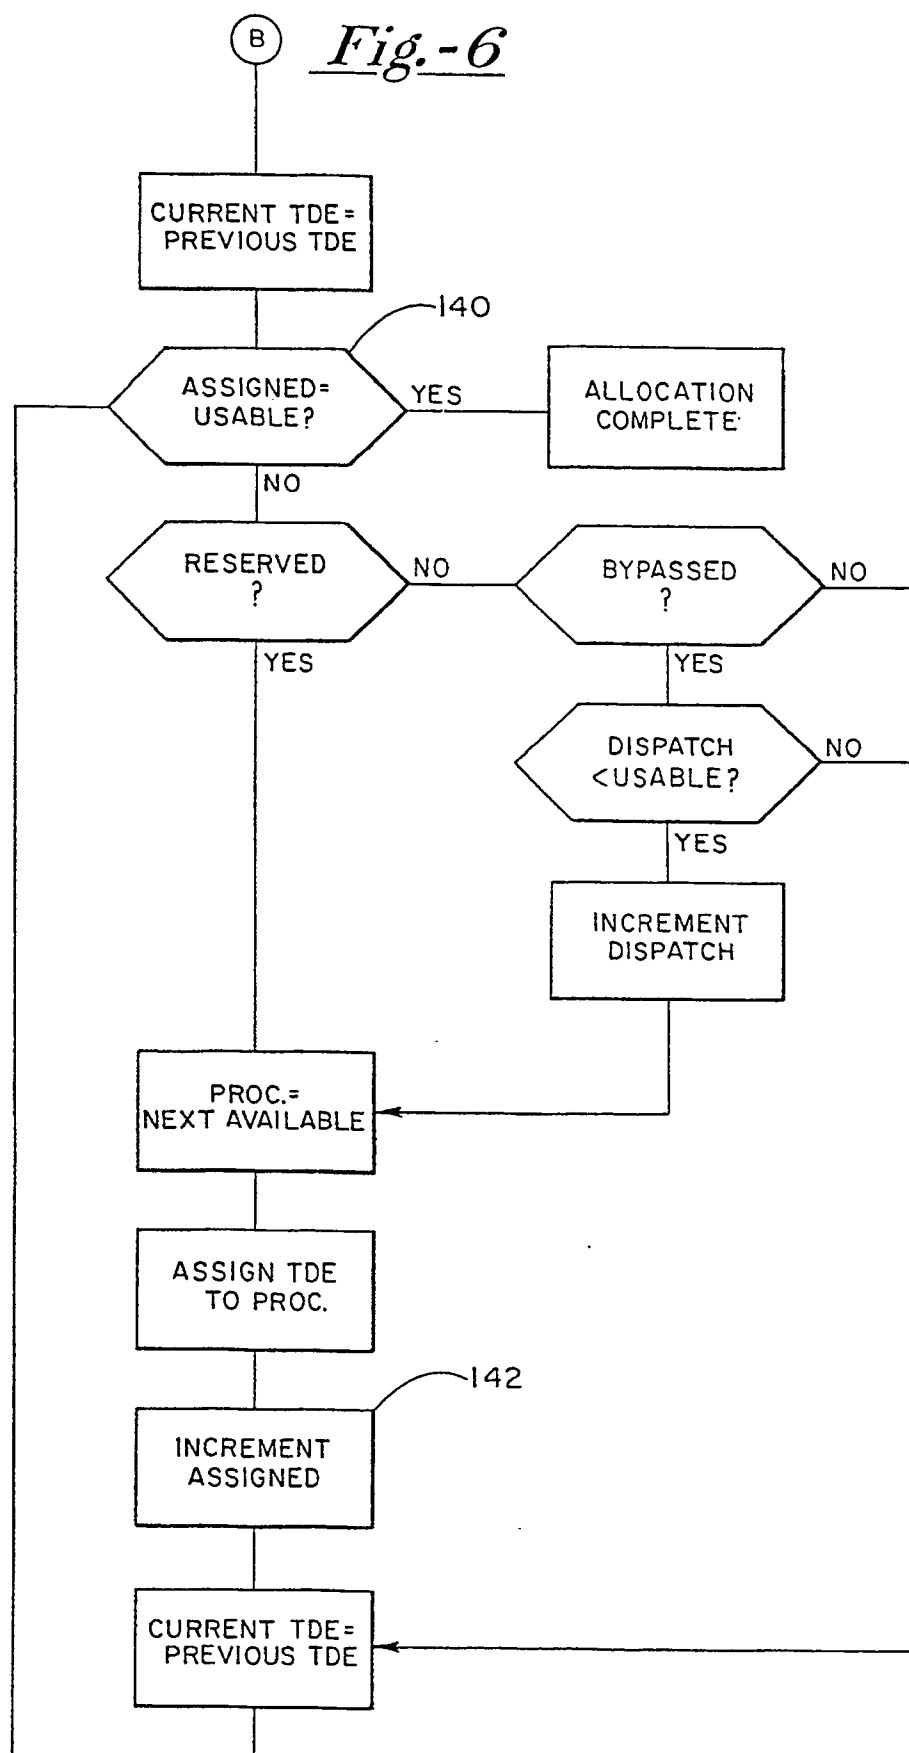 B
Fig.-6
CURRENT TDE=
PREVIOUS TDE
140
ASSIGNED=
USABLE?
YES
ALLOCATION
COMPLETE
NO
RESERVED
?
NO
BYPASSED
?
NO
YES
YES
DISPATCH
<USABLE?
NO
YES
INCREMENT
DISPATCH
PROC.=
NEXT AVAILABLE
ASSIGN TDE
TO PROC.
142
INCREMENT
ASSIGNED
CURRENT TDE=
PREVIOUS TDE